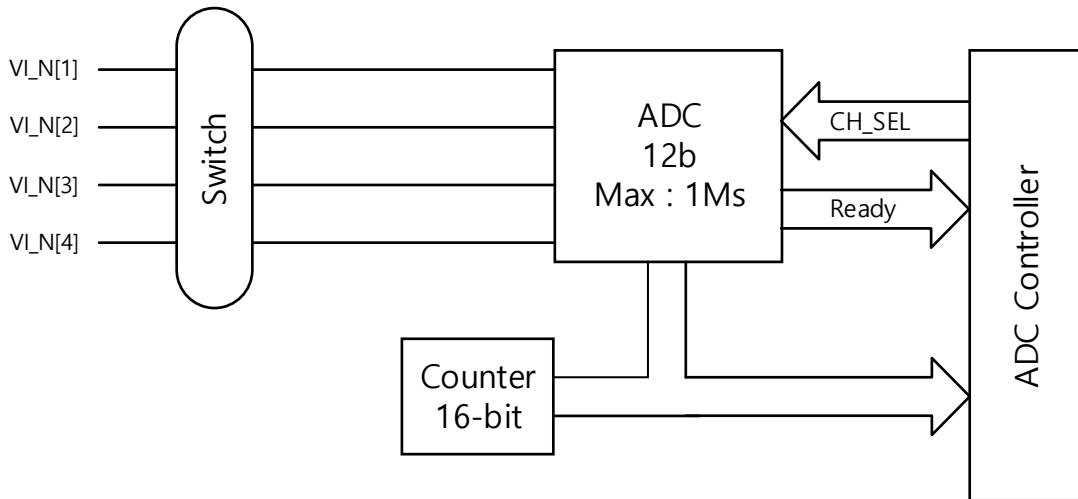 VI_N[1]
VI_N[2]
VI_N[3]
VI_N[4]
Switch
ADC
12b
Max : 1Ms
CH_SEL
Ready
Counter
16-bit
ADC Controller